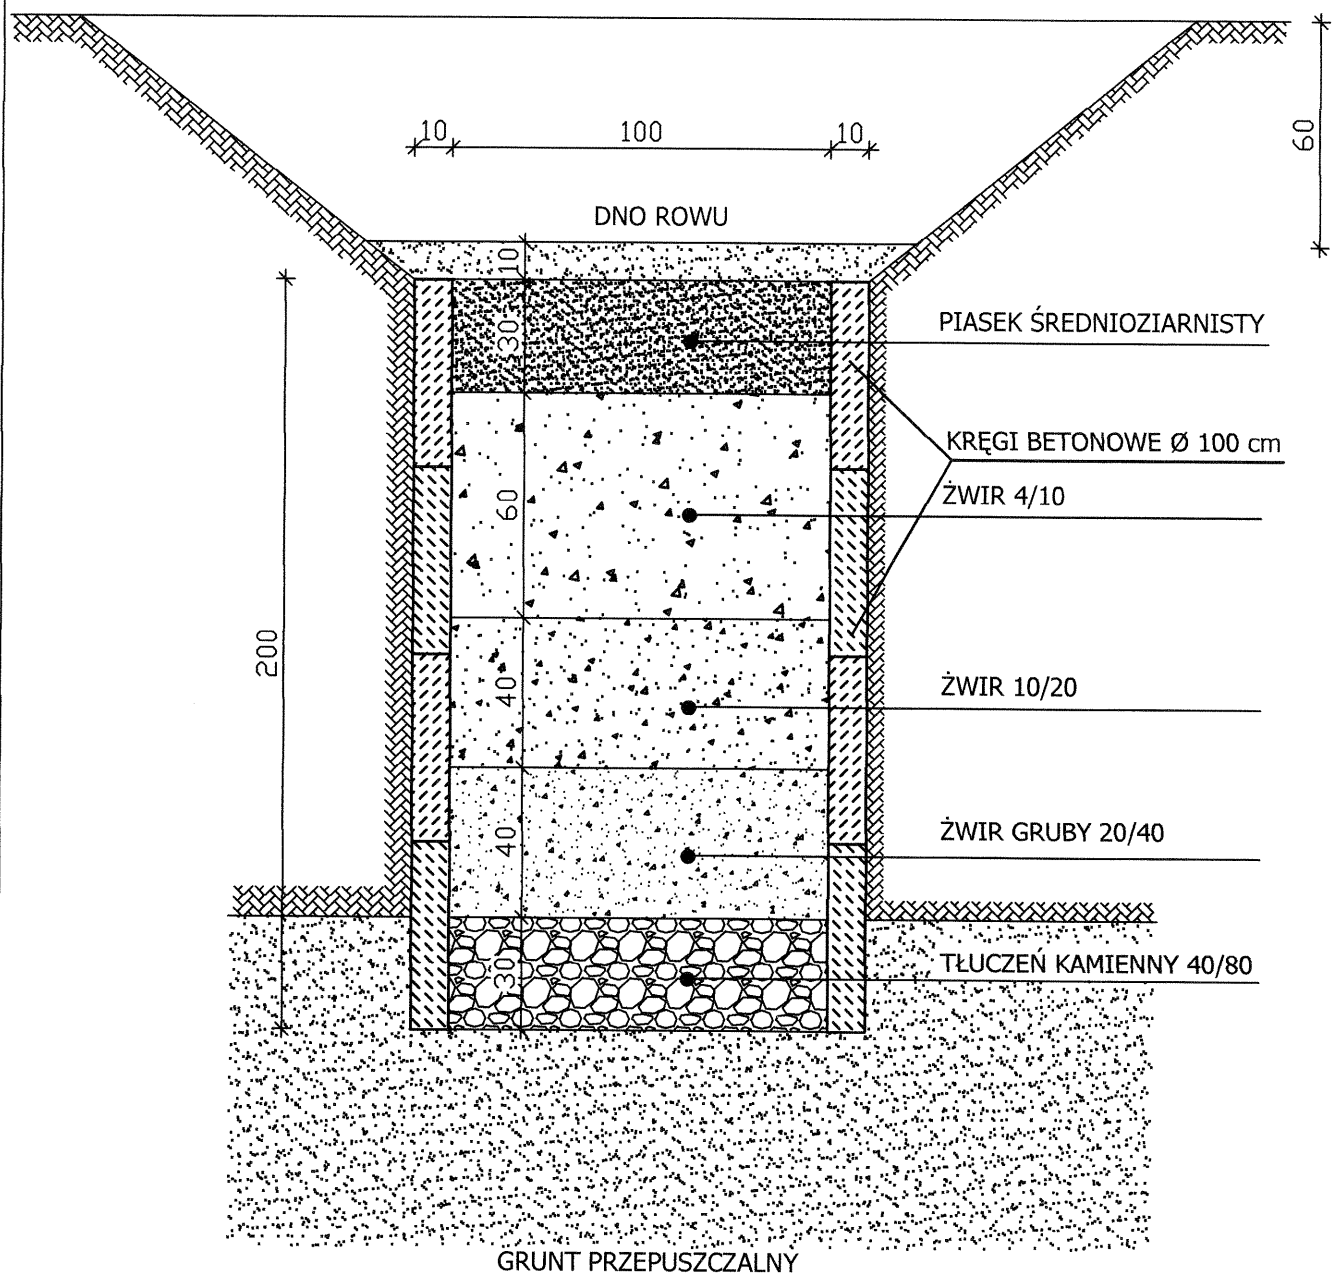 10 100 10
60
DNO ROWU
10
30
PIASEK ŚREDNIOZIARNISTY
KRĘGI BETONOWE Ø 100 cm
ŻWIR 4/10
60
200
ŻWIR 10/20
40
ŻWIR GRUBY 20/40
40
TŁUCZEŃ KAMIENNY 40/80
30
GRUNT PRZEPUSZCZALNY